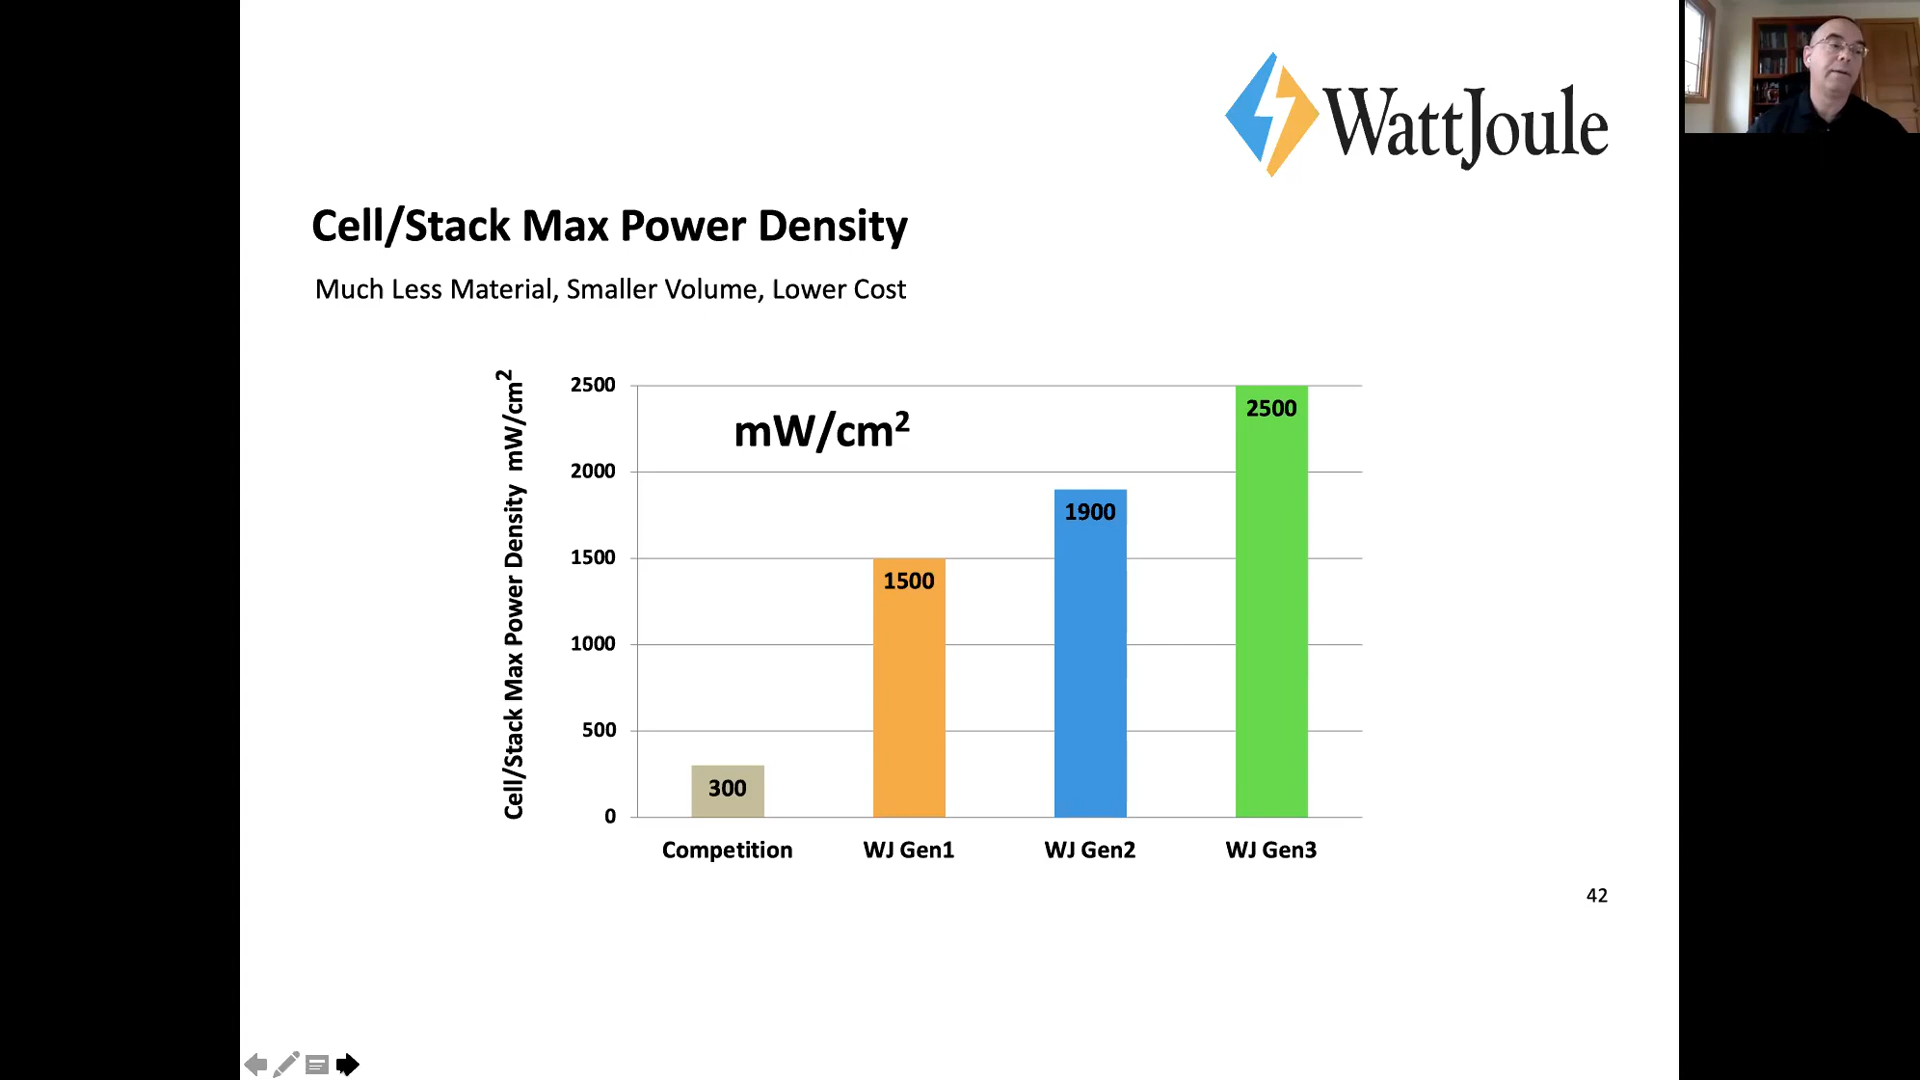 WattJoule
Cell/Stack Max Power Density
Much Less Material, Smaller Volume, Lower Cost
Cell/Stack Max Power Density mW/cm²
mW/cm²
2500
2000
1500
1000
500
0
300
1500
1900
2500
Competition
WJ Gen1
WJ Gen2
WJ Gen3
42